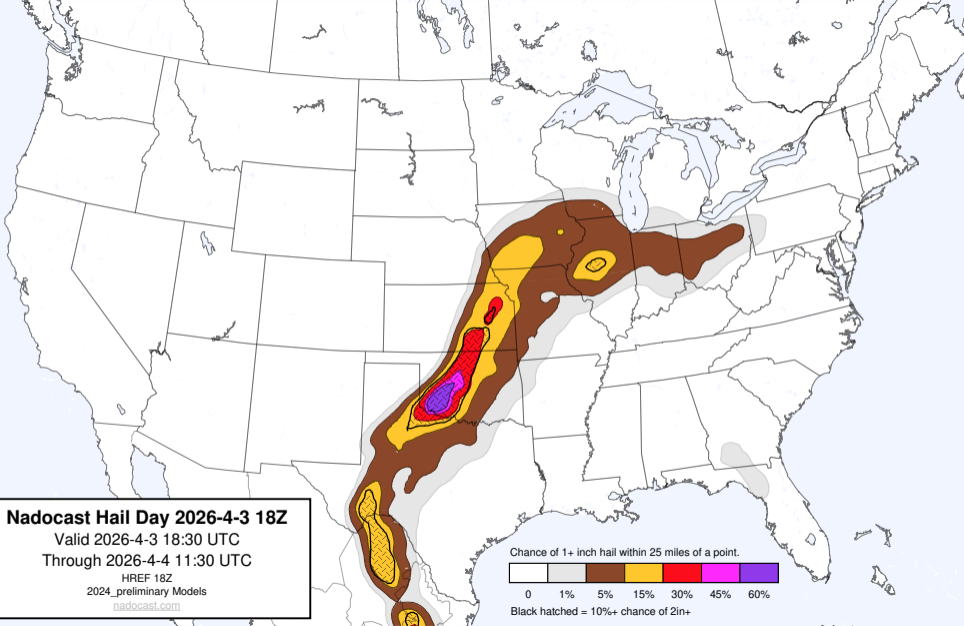 Nadocast Hail Day 2026-4-3 18Z
Valid 2026-4-3 18:30 UTC
Through 2026-4-4 11:30 UTC
HREF 18Z
2024_preliminary Models
nadocast.com
Chance of 1+ inch hail within 25 miles of a point.
0 1% 5% 15% 30% 45% 60%
Black hatched = 10%+ chance of 2in+